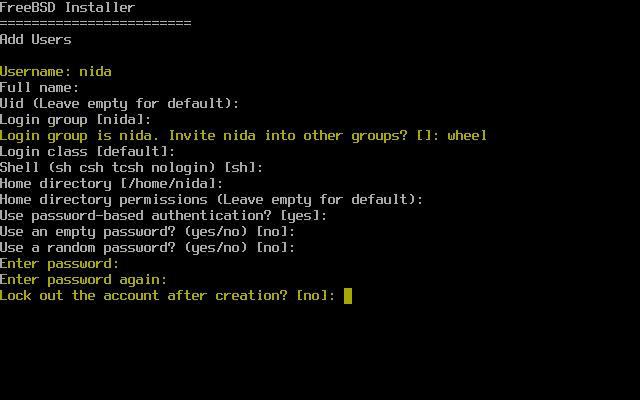 FreeBSD Installer
========================
Add Users
Username: nida
Full name:
Uid (Leave empty for default):
Login group [nida]:
Login group is nida. Invite nida into other groups? []: wheel
Login class [default]:
Shell (sh csh tcsh nologin) [sh]:
Home directory [/home/nida]:
Home directory permissions (Leave empty for default):
Use password-based authentication? [yes]:
Use an empty password? (yes/no) [no]:
Use a random password? (yes/no) [no]:
Enter password:
Enter password again:
Lock out the account after creation? [no]: